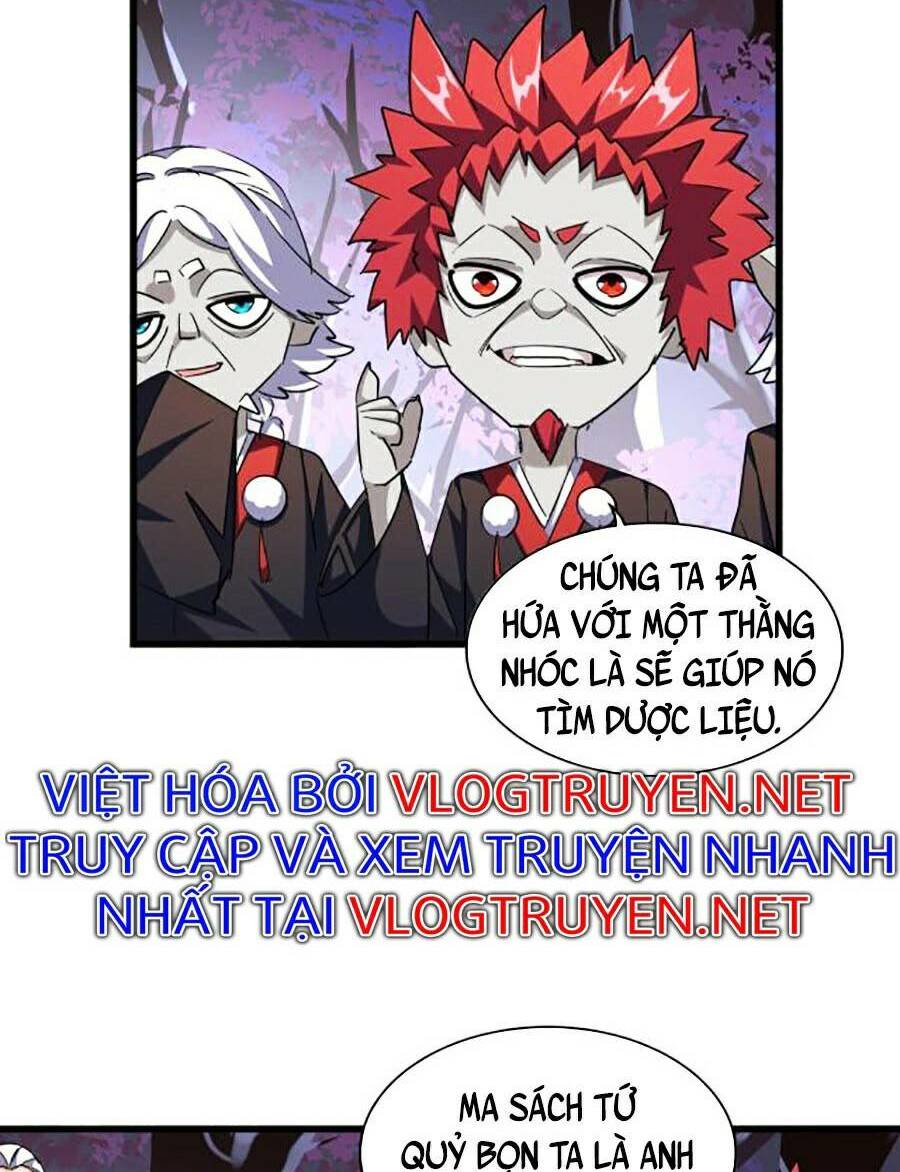 CHÚNG TA ĐÃ
HỨA VỚI MỘT THẰNG
NHÓC LÀ SẼ GIÚP NÓ
TÌM DƯỢC LIỆU.
VIỆT HÓA BỞI VLOGTRUYEN.NET
TRUY CẬP VÀ XEM TRUYỆN NHANH
NHẤT TẠI VLOGTRUYEN.NET
MA SÁCH TỨ
QUỶ BỌN TA LÀ ANH